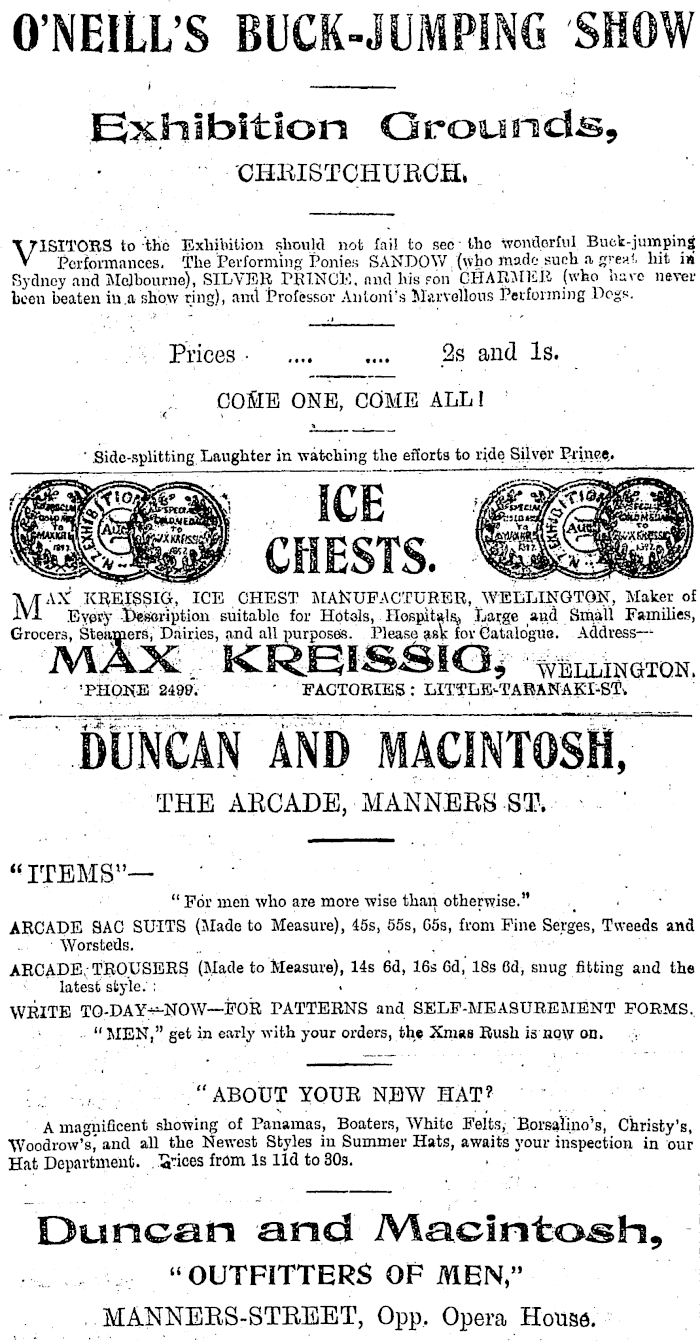 O'NEILL'S BUCK-JUMPING SHOW
Exhibition Grounds,
CHRISTCHURCH.
VISITORS to the Exhibition should not fail to see the wonderful Buck-jumping
Performances. The Performing Ponies SANDOW (who made such a great hit in
Sydney and Melbourne), SILVER PRINCE, and his son CHARMER (who have never
been beaten in a show ring), and Professor Antoni's Marvellous Performing Dogs.
Prices .... .... 2s and 1s.
COME ONE, COME ALL!
Side-splitting Laughter in watching the efforts to ride Silver Prince.
ICE
CHESTS.
MAX KREISSIG, ICE CHEST MANUFACTURER, WELLINGTON, Maker of
Every Description suitable for Hotels, Hospitals, Large and Small Families,
Grocers, Steamers, Dairies, and all purposes. Please ask for Catalogue. Address—
MAX KREISSIG, WELLINGTON.
'PHONE 2499. FACTORIES: LITTLE-TARANAKI-ST.
DUNCAN AND MACINTOSH,
THE ARCADE, MANNERS ST.
"ITEMS"—
"For men who are more wise than otherwise."
ARCADE SAC SUITS (Made to Measure), 45s, 55s, 65s, from Fine Serges, Tweeds and
Worsteds.
ARCADE TROUSERS (Made to Measure), 14s 6d, 16s 6d, 18s 6d, snug fitting and the
latest style.
WRITE TO-DAY—NOW—FOR PATTERNS and SELF-MEASUREMENT FORMS.
"MEN," get in early with your orders, the Xmas Rush is now on.
"ABOUT YOUR NEW HAT?
A magnificent showing of Panamas, Boaters, White Felts, Borsalino's, Christy's,
Woodrow's, and all the Newest Styles in Summer Hats, awaits your inspection in our
Hat Department. Prices from 1s 11d to 30s.
Duncan and Macintosh,
"OUTFITTERS OF MEN,"
MANNERS-STREET, Opp. Opera House.